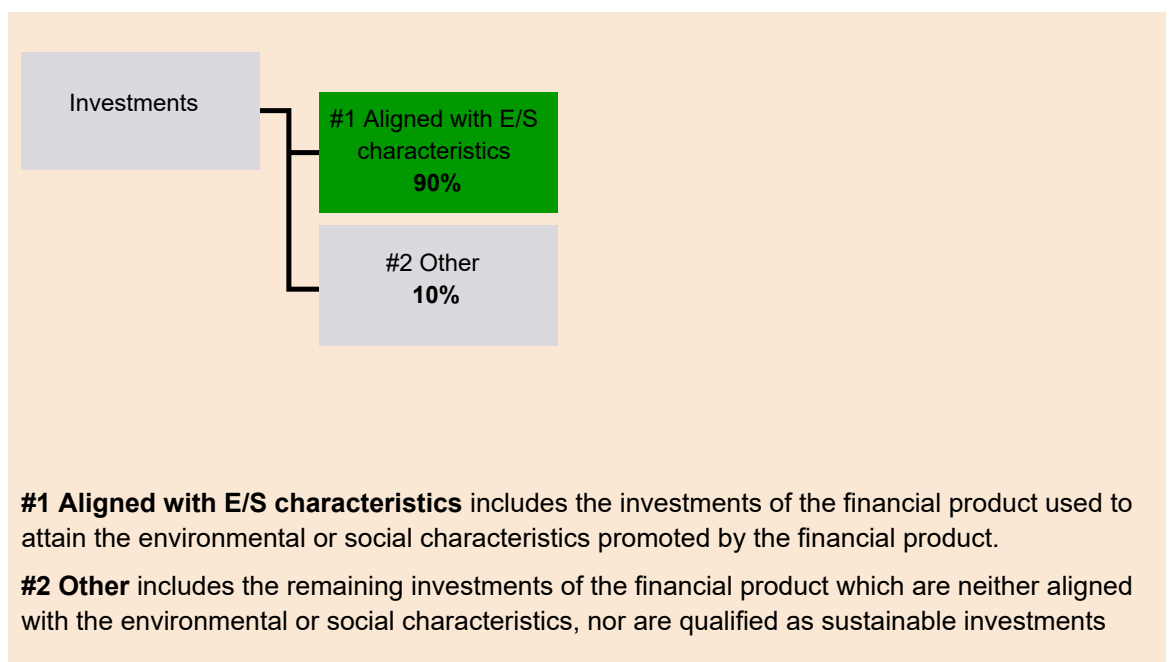 Investments
#1 Aligned with E/S
characteristics
90%
#2 Other
10%
#1 Aligned with E/S characteristics includes the investments of the financial product used to
attain the environmental or social characteristics promoted by the financial product.
#2 Other includes the remaining investments of the financial product which are neither aligned
with the environmental or social characteristics, nor are qualified as sustainable investments